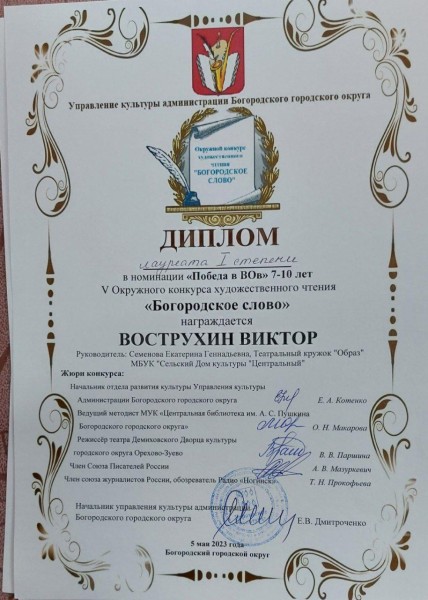 Управление культуры администрации Богородского городского округа
Окружной конкурс
художественного
чтения
"БОГОРОДСКОЕ
СЛОВО"
ДИПЛОМ
лауреата I степени
в номинации «Победа в ВОв» 7-10 лет
V Окружного конкурса художественного чтения
«Богородское слово»
награждается
ВОСТРУХИН ВИКТОР
Руководитель: Семенова Екатерина Геннадьевна, Театральный кружок "Образ"
МБУК "Сельский Дом культуры "Центральный"
Жюри конкурса:
Начальник отдела развития культуры Управления культуры
Администрации Богородского городского округа Е. А. Котенко
Ведущий методист МУК «Центральная библиотека им. А. С. Пушкина
Богородского городского округа» О. Н. Макарова
Режиссёр театра Демиховского Дворца культуры
городского округа Орехово-Зуево В. В. Паршина
Член Союза Писателей России А. В. Мазуркевич
Член союза журналистов России, обозреватель Радио «Ногинск» Т. Н. Прокофьева
Начальник управления культуры администрации
Богородского городского округа Е.В. Дмитроченко
5 мая 2023 года
Богородский городской округ